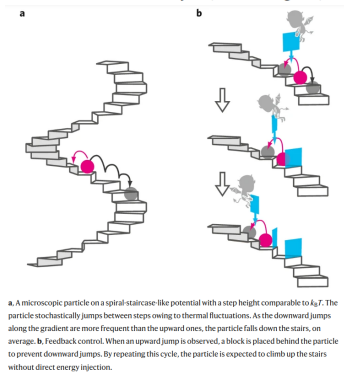 a
b
a, A microscopic particle on a spiral-staircase-like potential with a step height comparable to kBT. The
particle stochastically jumps between steps owing to thermal fluctuations. As the downward jumps
along the gradient are more frequent than the upward ones, the particle falls down the stairs, on
average. b, Feedback control. When an upward jump is observed, a block is placed behind the particle
to prevent downward jumps. By repeating this cycle, the particle is expected to climb up the stairs
without direct energy injection.